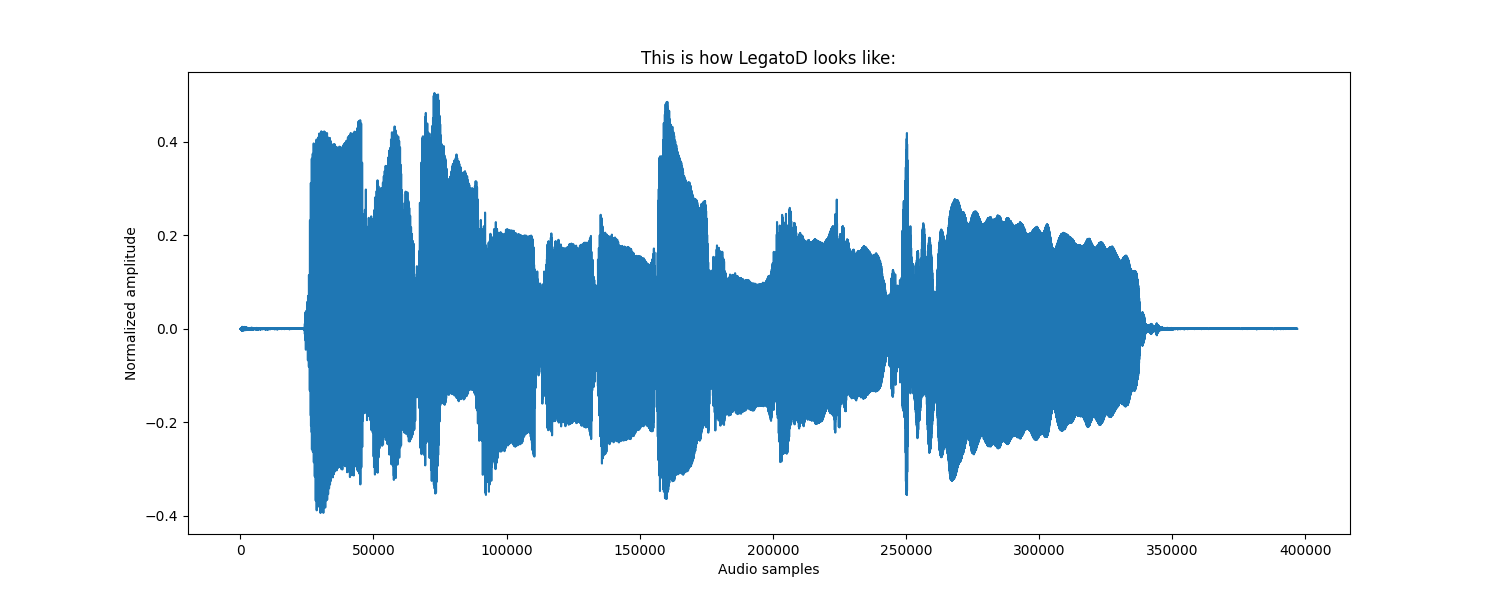 This is how LegatoD looks like:
Normalized amplitude
0.4
0.2
0.0
−0.2
−0.4
0 50000 100000 150000 200000 250000 300000 350000 400000
Audio samples